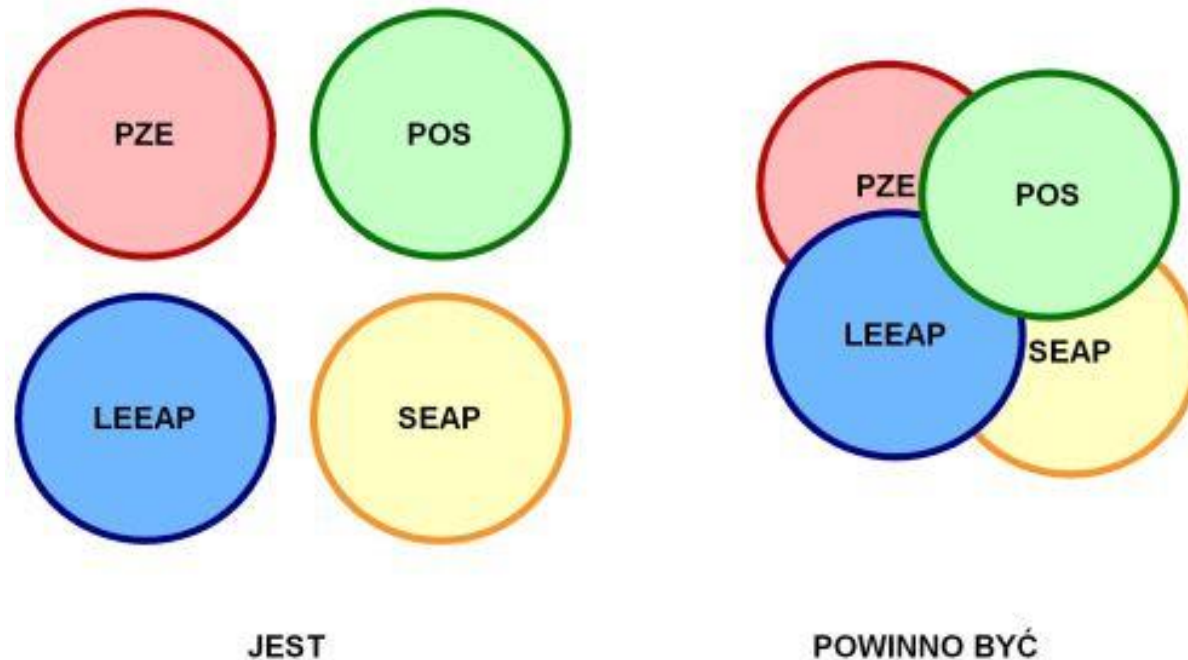 PZE
POS
LEEAP
SEAP
JEST
PZE
POS
LEEAP
SEAP
POWINNO BYĆ